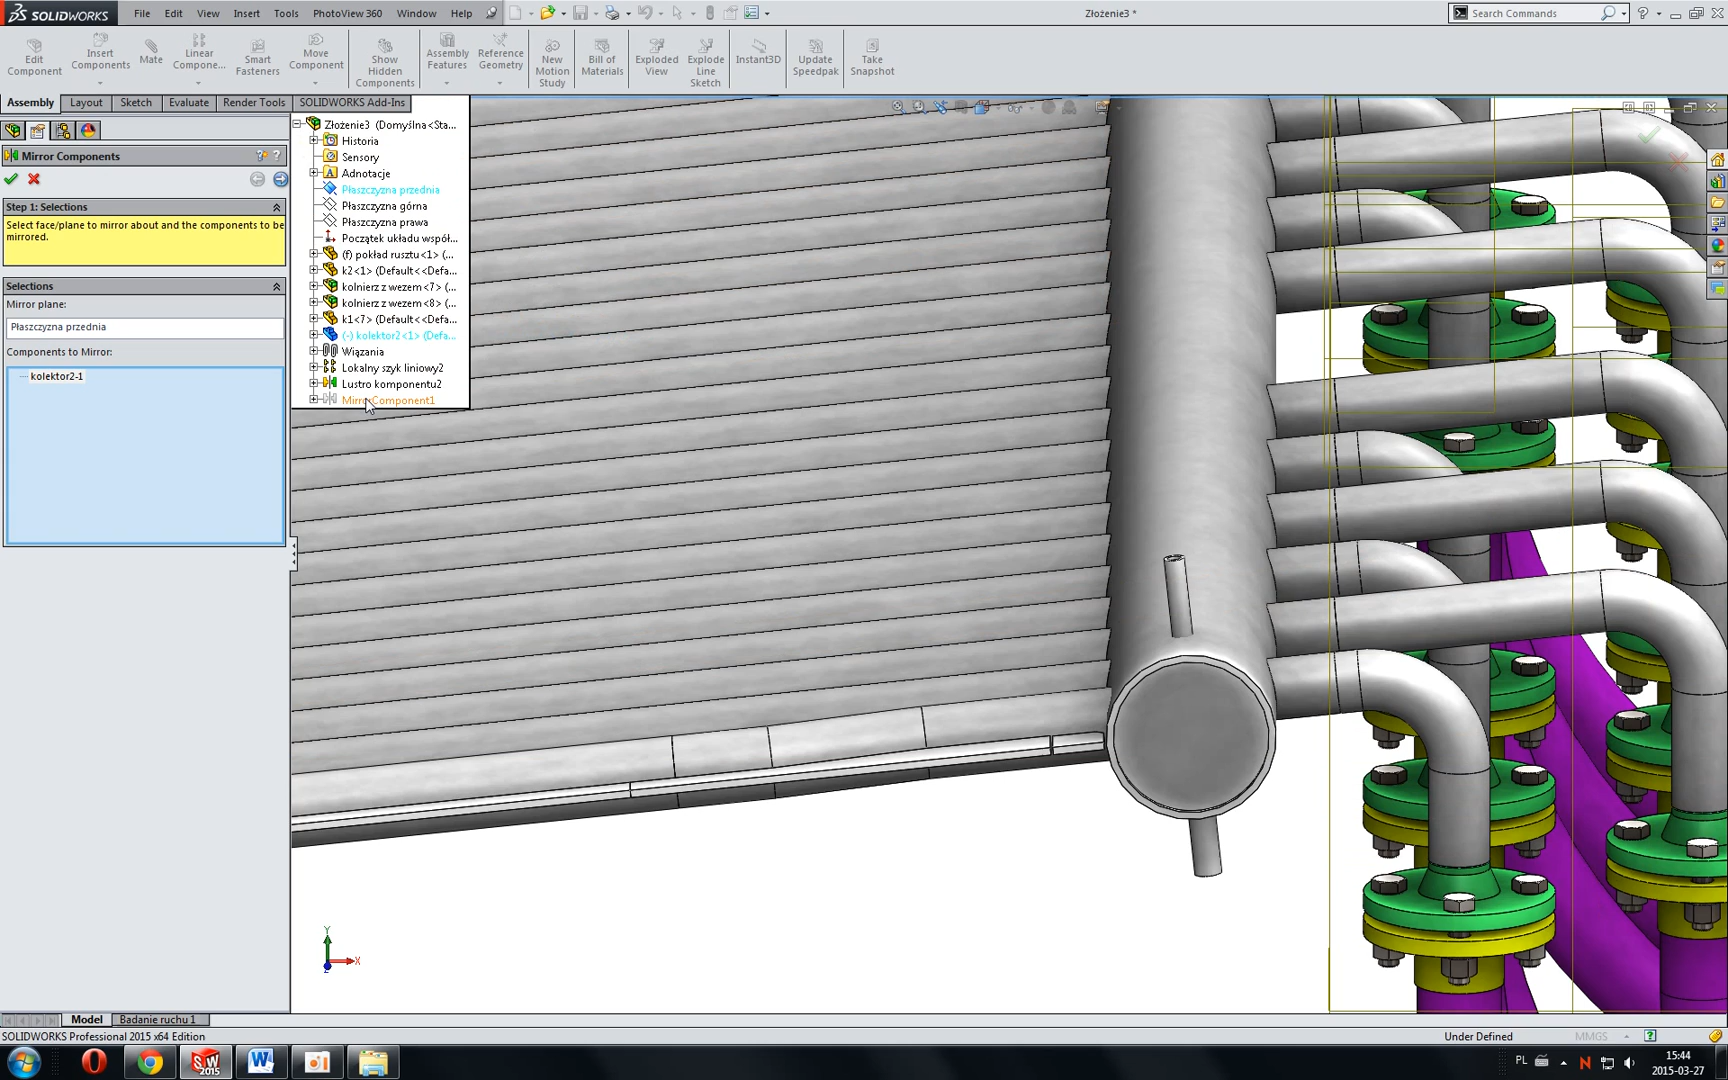 SOLIDWORKS File Edit View Insert Tools PhotoView 360 Window Help Złożenie3 * Search Commands
Edit Component
Insert Components
Mate
Linear Compone...
Smart Fasteners
Move Component
Show Hidden Components
Assembly Features
Reference Geometry
New Motion Study
Bill of Materials
Exploded View
Explode Line Sketch
Instant3D
Update Speedpak
Take Snapshot
Assembly Layout Sketch Evaluate Render Tools SOLIDWORKS Add-Ins
Mirror Components
Step 1: Selections
Select face/plane to mirror about and the components to be
mirrored.
Selections
Mirror plane:
Płaszczyzna przednia
Components to Mirror:
kolektor2-1
Złożenie3 (Domyślna<Sta...
Historia
Sensory
Adnotacje
Płaszczyzna przednia
Płaszczyzna górna
Płaszczyzna prawa
Początek układu współ...
(f) pokład rusztu<1> (...
k2<1> (Default<<Defa...
kolnierz z wezem<7> (...
kolnierz z wezem<8> (...
k1<7> (Default<<Defa...
(-) kolektor2<1> (Defa...
Wiązania
Lokalny szyk liniowy2
Lustro komponentu2
MirrorComponent1
Y
X
Z
Model Badanie ruchu 1
SOLIDWORKS Professional 2015 x64 Edition Under Defined MMGS
PL 15:44
2015-03-27